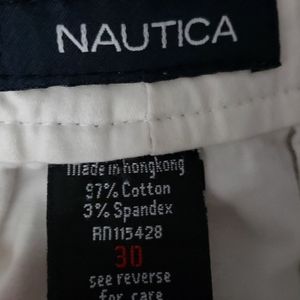 NAUTICA
made in hongkong
97% Cotton
3% Spandex
RN115428
30
see reverse
for care